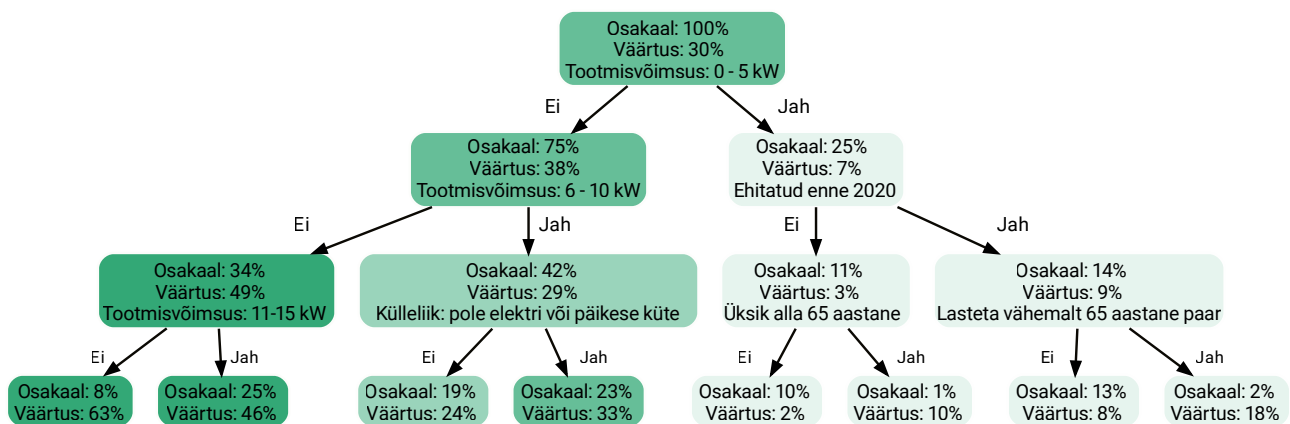 Osakaal: 100%
Väärtus: 30%
Tootmisvõimsus: 0 - 5 kW
Ei
Jah
Osakaal: 75%
Väärtus: 38%
Tootmisvõimsus: 6 - 10 kW
Osakaal: 25%
Väärtus: 7%
Ehitatud enne 2020
Ei
Jah
Ei
Jah
Osakaal: 34%
Väärtus: 49%
Tootmisvõimsus: 11-15 kW
Osakaal: 42%
Väärtus: 29%
Külleliik: pole elektri või päikese küte
Osakaal: 11%
Väärtus: 3%
Üksik alla 65 aastane
Osakaal: 14%
Väärtus: 9%
Lasteta vähemalt 65 aastane paar
Ei
Jah
Ei
Jah
Ei
Jah
Ei
Jah
Osakaal: 8%
Väärtus: 63%
Osakaal: 25%
Väärtus: 46%
Osakaal: 19%
Väärtus: 24%
Osakaal: 23%
Väärtus: 33%
Osakaal: 10%
Väärtus: 2%
Osakaal: 1%
Väärtus: 10%
Osakaal: 13%
Väärtus: 8%
Osakaal: 2%
Väärtus: 18%